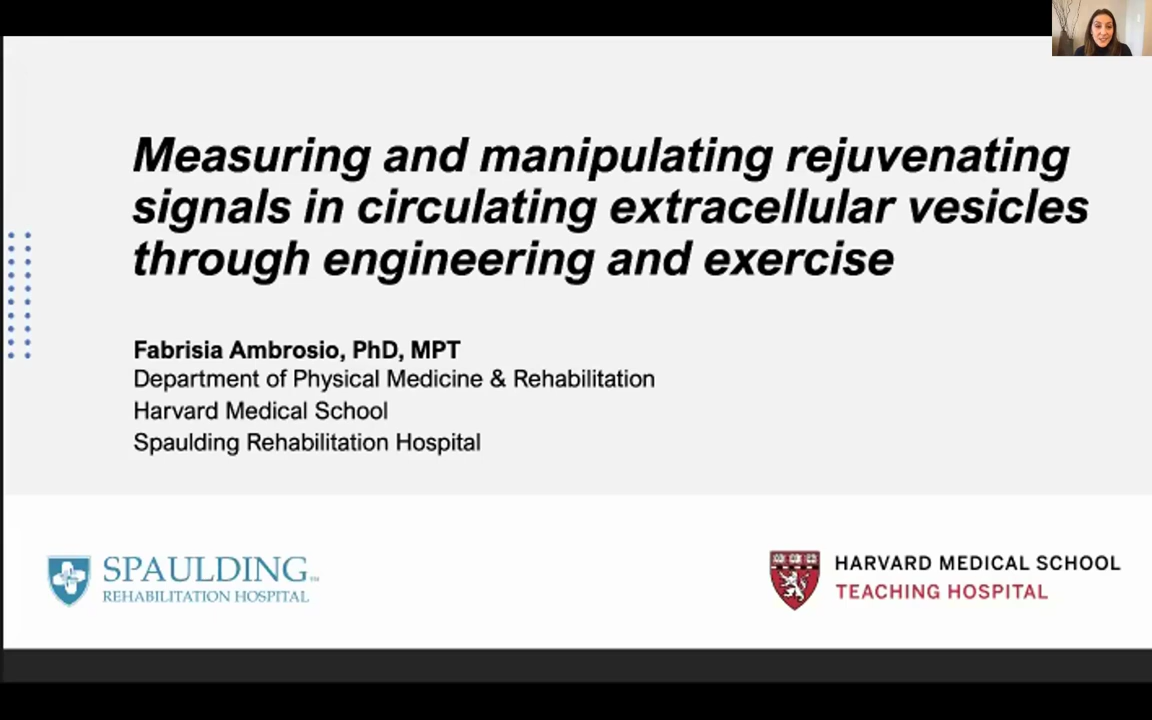 Measuring and manipulating rejuvenating
signals in circulating extracellular vesicles
through engineering and exercise
Fabrisia Ambrosio, PhD, MPT
Department of Physical Medicine & Rehabilitation
Harvard Medical School
Spaulding Rehabilitation Hospital
SPAULDING
REHABILITATION HOSPITAL
HARVARD MEDICAL SCHOOL
TEACHING HOSPITAL